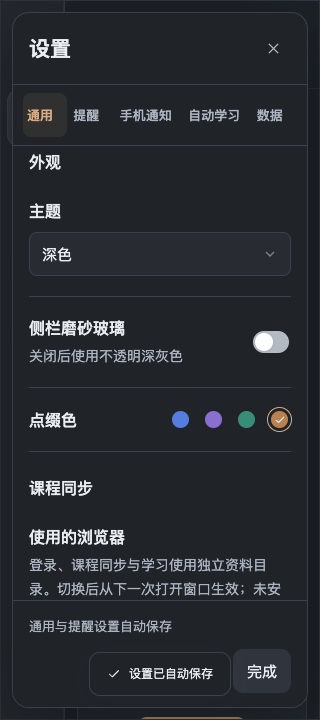 设置
通用 提醒 手机通知 自动学习 数据
外观
主题
深色
侧栏磨砂玻璃
关闭后使用不透明深灰色
点缀色
课程同步
使用的浏览器
登录、课程同步与学习使用独立资料目
录。切换后从下一次打开窗口生效；未安
通用与提醒设置自动保存
设置已自动保存
完成